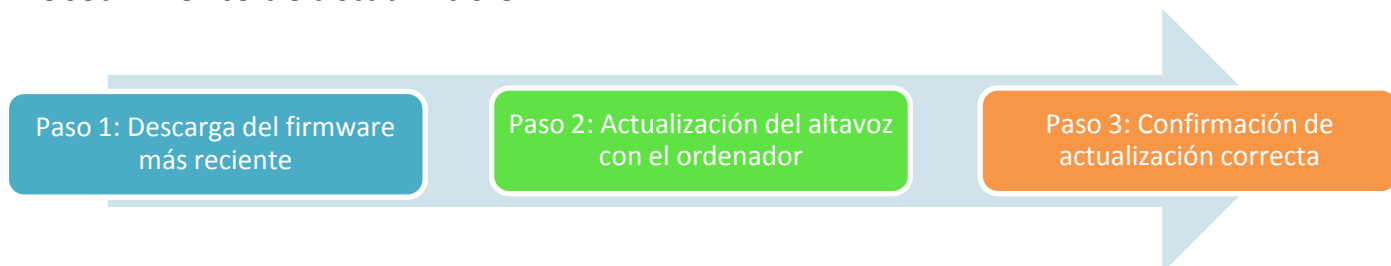 Paso 1: Descarga del firmware
más reciente
Paso 2: Actualización del altavoz
con el ordenador
Paso 3: Confirmación de
actualización correcta